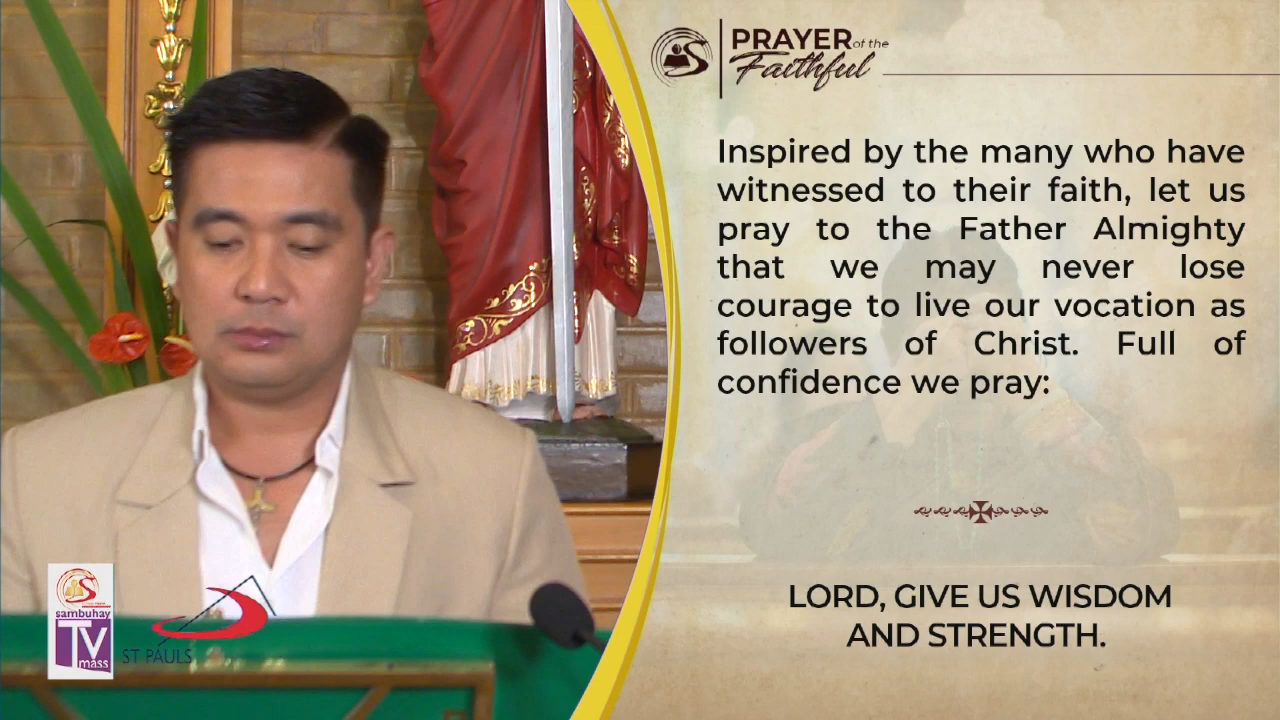 PRAYER of the
Faithful
Inspired by the many who have
witnessed to their faith, let us
pray to the Father Almighty
that we may never lose
courage to live our vocation as
followers of Christ. Full of
confidence we pray:
LORD, GIVE US WISDOM
AND STRENGTH.
sambuhay
TV
mass
ST PAULS